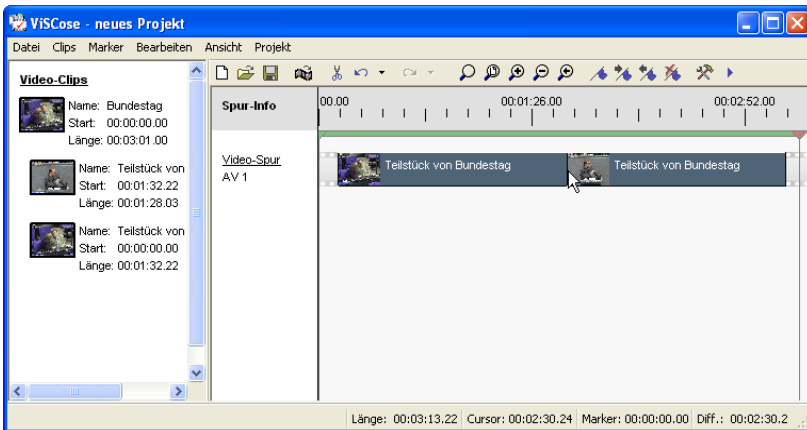 ViSCose - neues Projekt
Datei Clips Marker Bearbeiten Ansicht Projekt
Video-Clips
Name: Bundestag
Start: 00:00:00.00
Länge: 00:03:01.00
Name: Teilstück von
Start: 00:01:32.22
Länge: 00:01:28.03
Name: Teilstück von
Start: 00:00:00.00
Länge: 00:01:32.22
Spur-Info
00.00 00:01:26.00 00:02:52.00
Video-Spur
AV 1
Teilstück von Bundestag Teilstück von Bundestag
Länge: 00:03:13.22 Cursor: 00:02:30.24 Marker: 00:00:00.00 Diff.: 00:02:30.2